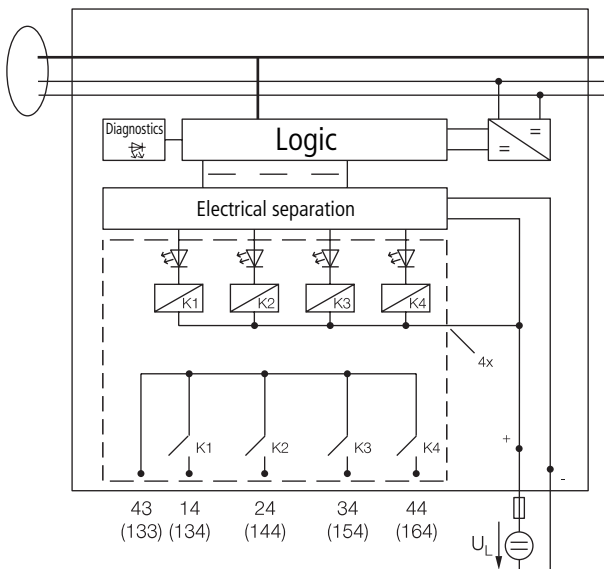 Diagnostics
Logic
=
=
Electrical separation
K1 K2 K3 K4
4x
K1 K2 K3 K4
+
-
43 14 24 34 44
(133) (134) (144) (154) (164)
UL